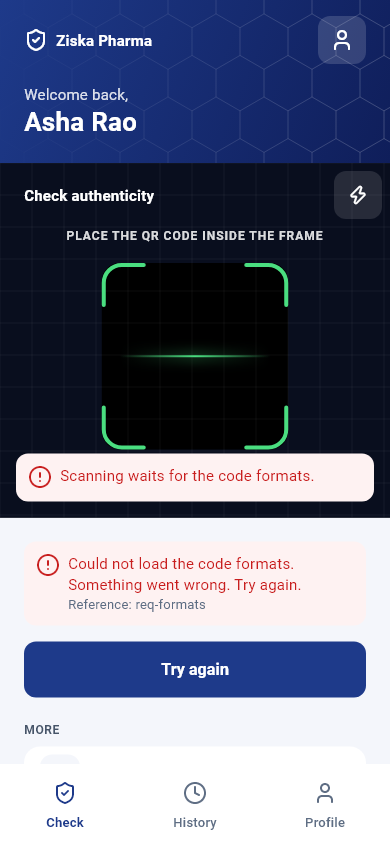 Ziska Pharma
Welcome back,
Asha Rao
Check authenticity
PLACE THE QR CODE INSIDE THE FRAME
Scanning waits for the code formats.
Could not load the code formats.
Something went wrong. Try again.
Reference: req-formats
Try again
MORE
Check
History
Profile